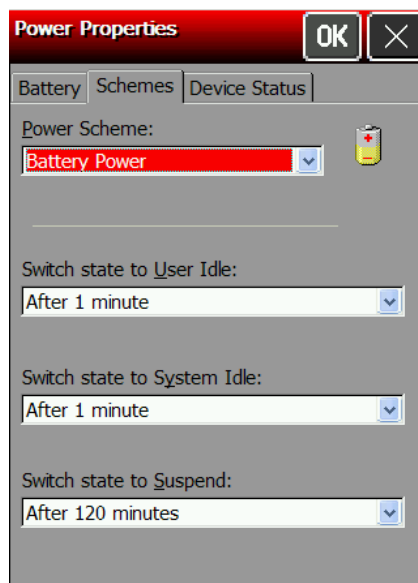 Power Properties
OK
Battery Schemes Device Status
Power Scheme:
Battery Power
Switch state to User Idle:
After 1 minute
Switch state to System Idle:
After 1 minute
Switch state to Suspend:
After 120 minutes